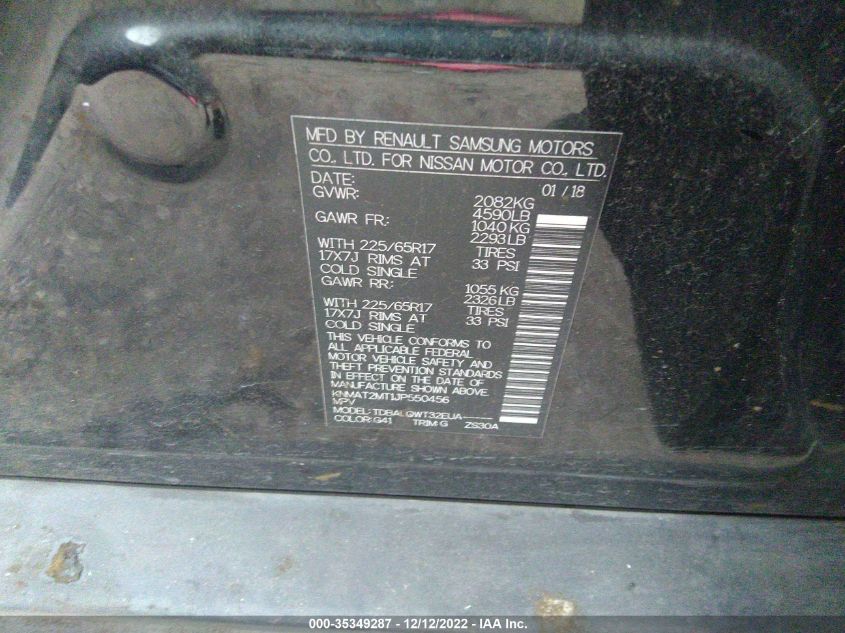 MFD BY RENAULT SAMSUNG MOTORS
CO., LTD. FOR NISSAN MOTOR CO., LTD.
DATE: 01/18
GVWR: 2082KG
4590LB
GAWR FR: 1040KG
2293LB
WITH 225/65R17 TIRES
17X7J RIMS AT 33 PSI
COLD SINGLE
GAWR RR: 1055KG
2326LB
WITH 225/65R17 TIRES
17X7J RIMS AT 33 PSI
COLD SINGLE
THIS VEHICLE CONFORMS TO
ALL APPLICABLE FEDERAL
MOTOR VEHICLE SAFETY AND
THEFT PREVENTION STANDARDS
IN EFFECT ON THE DATE OF
MANUFACTURE SHOWN ABOVE.
KNMAT2MT1JP550456
MPV
MODEL: TDBALQWT32EUA-----
COLOR: G41 TRIM: G ZS30A
000-35349287 - 12/12/2022 - IAA Inc.